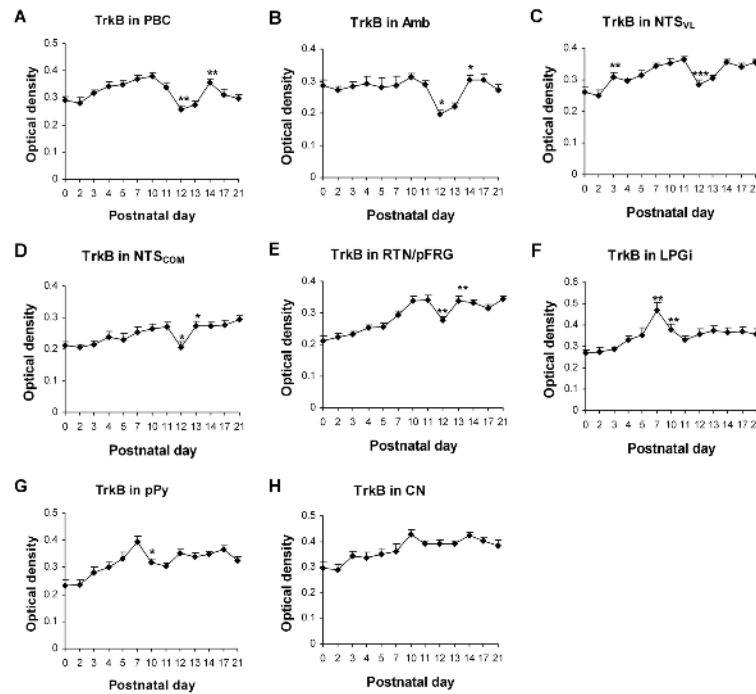 A
TrkB in PBC
Optical density
0.5
0.4
0.3
0.2
0.1
**
**
0 2 3 4 5 7 10 11 12 13 14 17 21
Postnatal day
B
TrkB in Amb
Optical density
0.4
0.3
0.2
0.1
0
*
*
0 2 3 4 5 7 10 11 12 13 14 17 21
Postnatal day
C
TrkB in NTSVL
Optical density
0.4
0.3
0.2
0.1
**
***
0 2 3 4 5 7 10 11 12 13 14 17 21
Postnatal day
D
TrkB in NTSCOM
Optical density
0.4
0.3
0.2
0.1
0
*
*
0 2 3 4 5 7 10 11 12 13 14 17 21
Postnatal day
E
TrkB in RTN/pFRG
Optical density
0.4
0.3
0.2
0.1
0
**
**
0 2 3 4 5 7 10 11 12 13 14 17 21
Postnatal day
F
TrkB in LPGi
Optical density
0.6
0.5
0.4
0.3
0.2
0.1
**
**
0 2 3 4 5 7 10 11 12 13 14 17
Postnatal day
G
TrkB in pPy
Optical density
0.5
0.4
0.3
0.2
0.1
0
*
0 2 3 4 5 7 10 11 12 13 14 17 21
Postnatal day
H
TrkB in CN
Optical density
0.5
0.4
0.3
0.2
0.1
0
0 2 3 4 5 7 10 11 12 13 14 17 21
Postnatal day